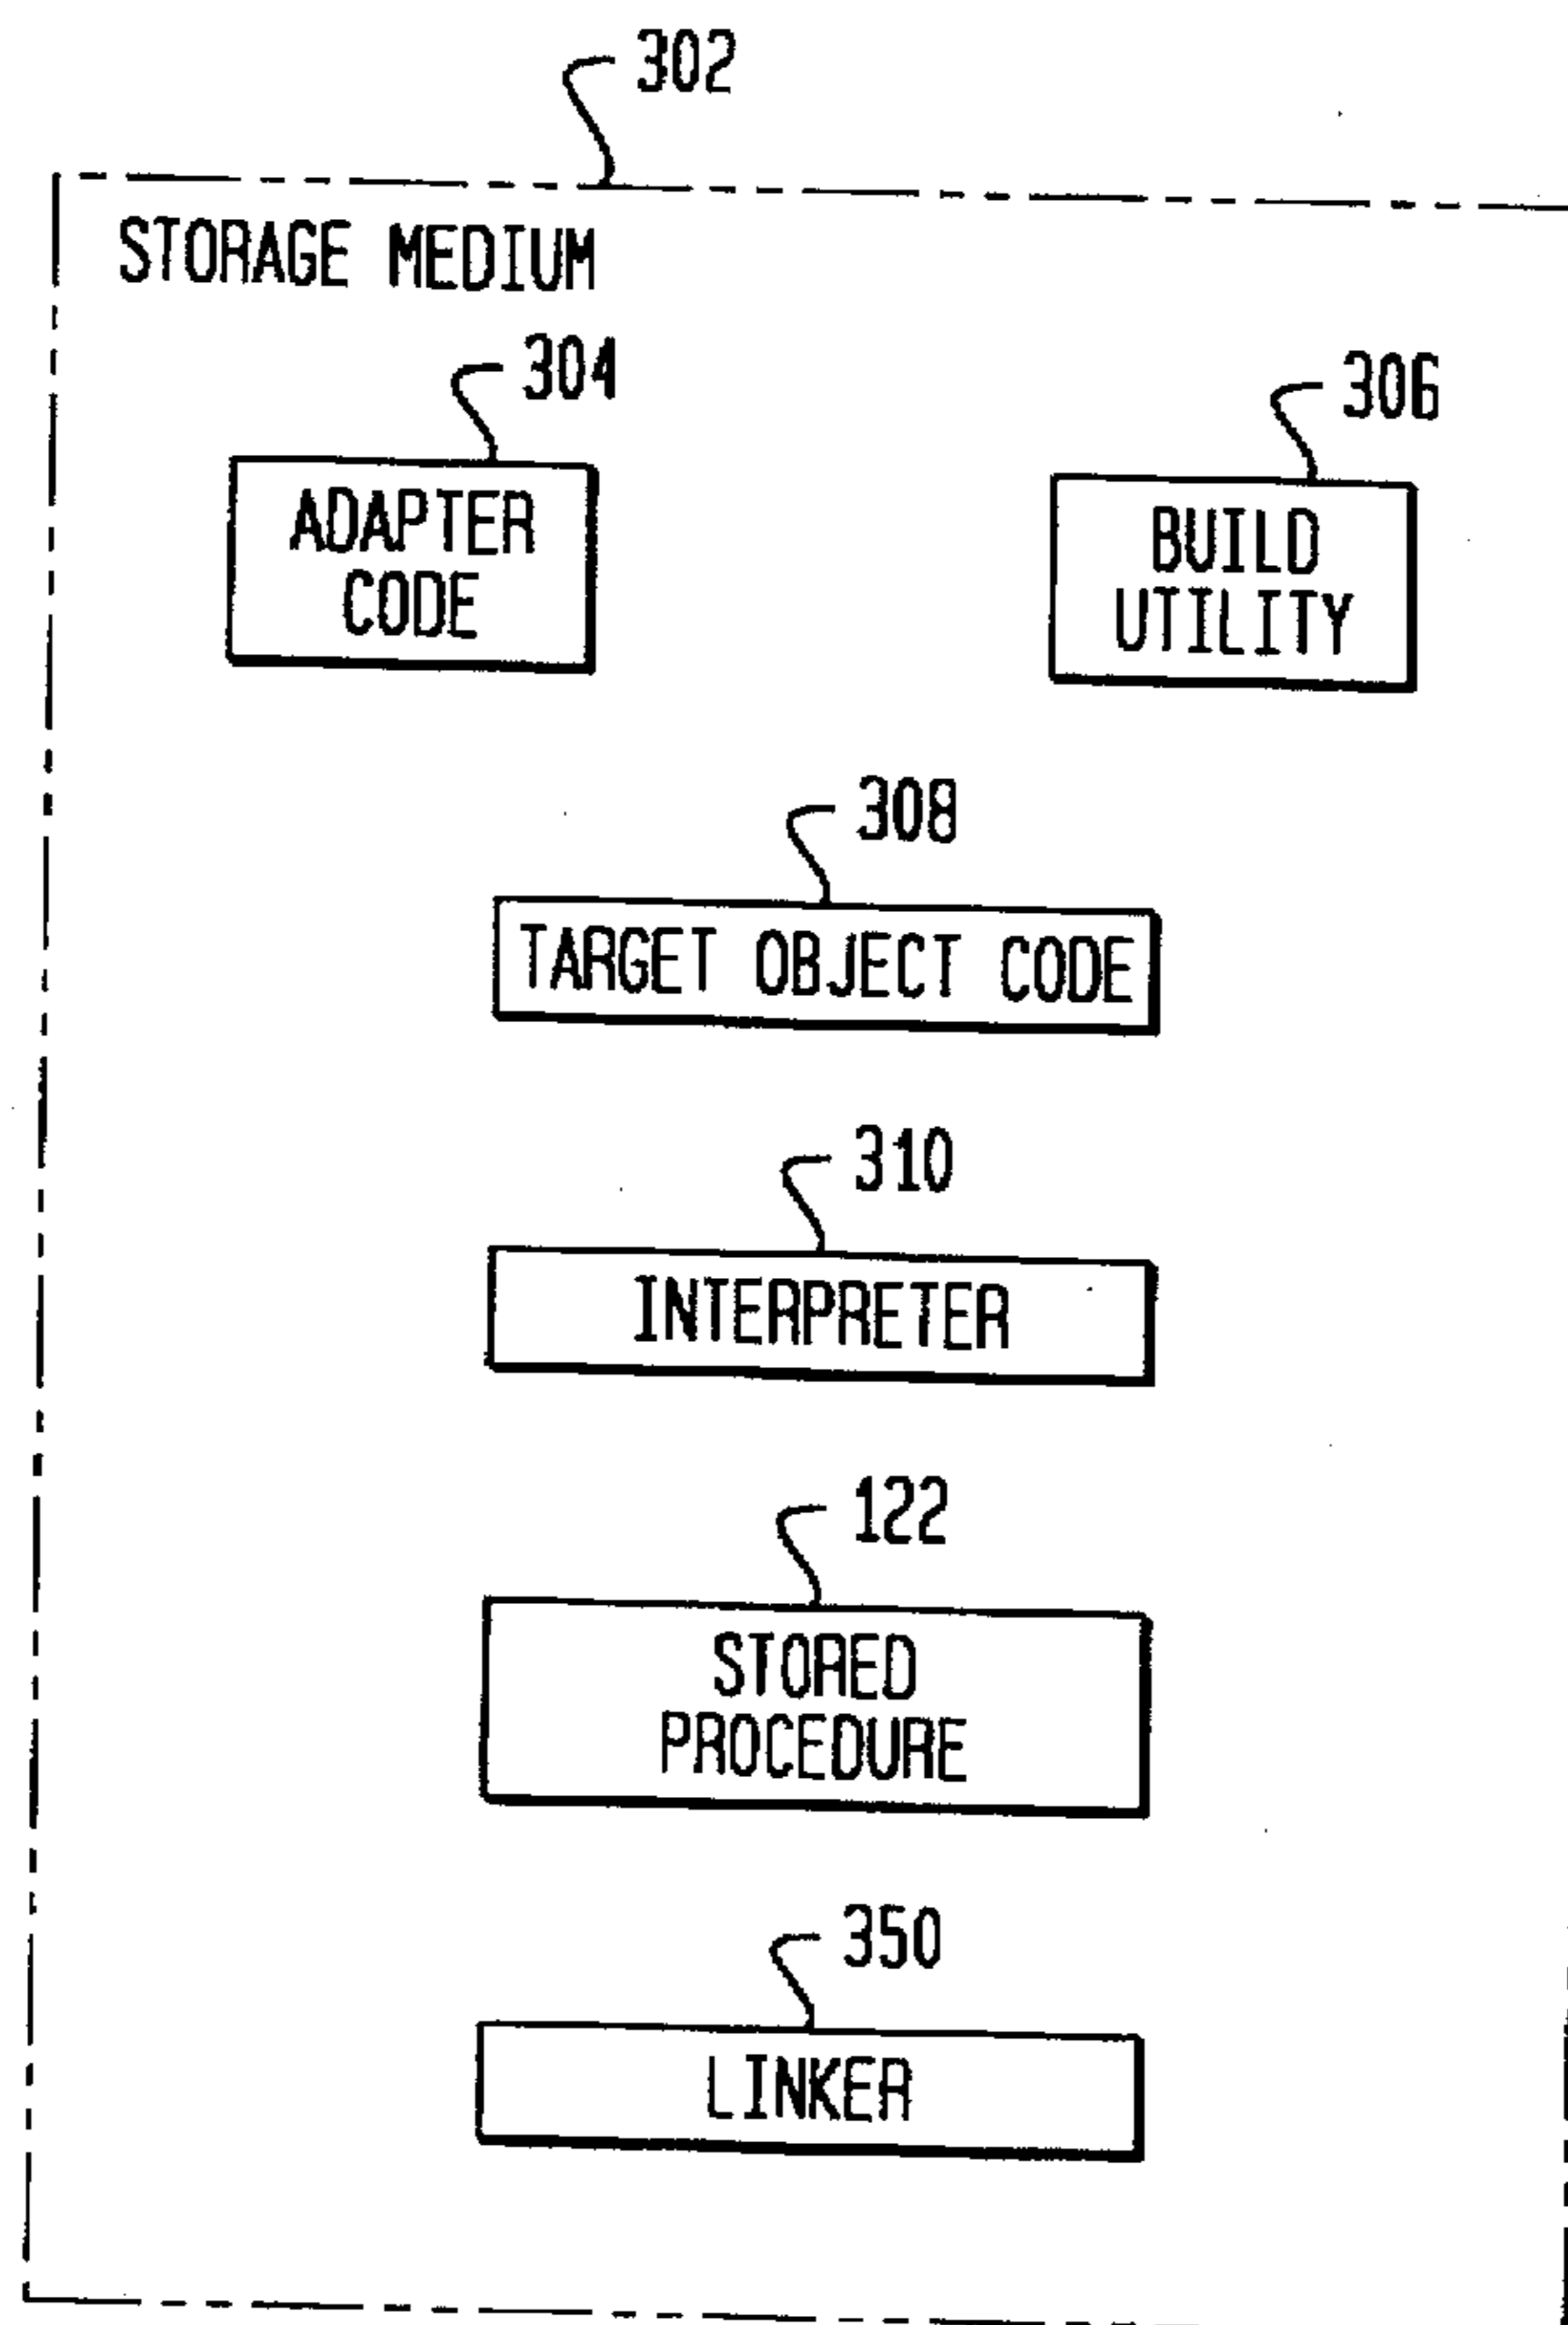 302
STORAGE MEDIUM
304
306
ADAPTER
CODE
BUILD
UTILITY
308
TARGET OBJECT CODE
310
INTERPRETER
122
STORED
PROCEDURE
350
LINKER